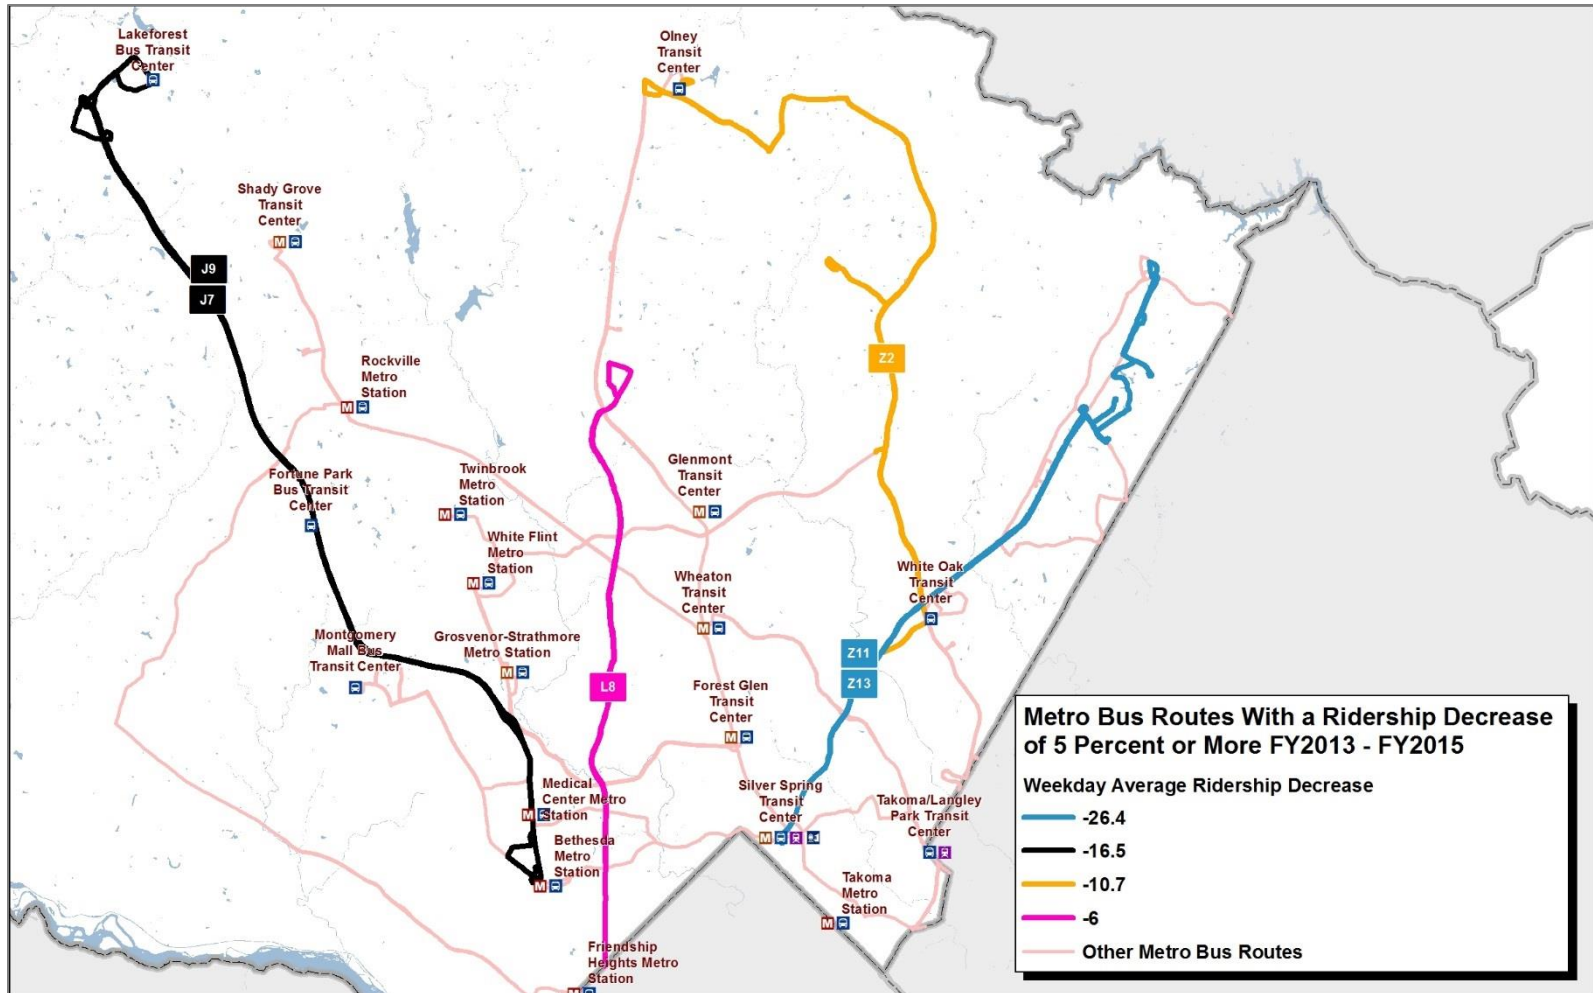 Lakeforest
Bus Transit
Center
Olney
Transit
Center
Shady Grove
Transit
Center
M
J9
J7
Z2
Rockville
Metro
Station
M
Fortune Park
Bus Transit
Center
Twinbrook
Metro
Station
M
Glenmont
Transit
Center
M
White Flint
Metro
Station
M
Wheaton
Transit
Center
M
White Oak
Transit
Center
Montgomery
Mall Bus
Transit Center
Grosvenor-Strathmore
Metro Station
M
L8
Z11
Z13
Forest Glen
Transit
Center
M
Medical
Center Metro
Station
M
Silver Spring
Transit
Center
M
Takoma/Langley
Park Transit
Center
Bethesda
Metro
Station
M
Takoma
Metro
Station
M
Friendship
Heights Metro
Station
M
Metro Bus Routes With a Ridership Decrease
of 5 Percent or More FY2013 - FY2015
Weekday Average Ridership Decrease
-26.4
-16.5
-10.7
-6
Other Metro Bus Routes